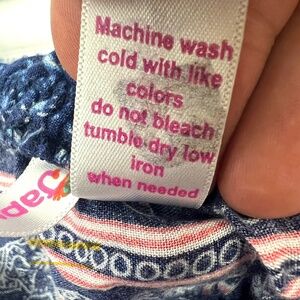 Machine wash
cold with like
colors
do not bleach
tumble dry low
iron
when needed